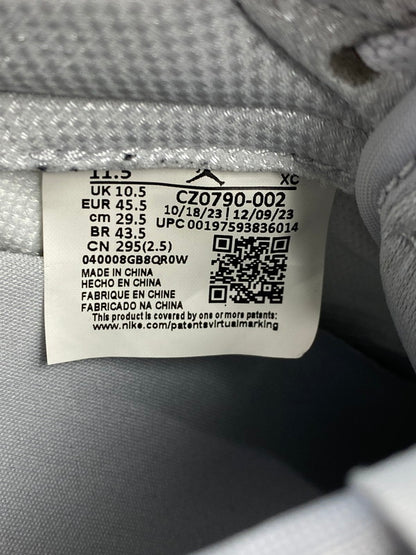 11.5 XC
UK 10.5 CZ0790-002
EUR 45.5 10/18/23 | 12/09/23
cm 29.5 UPC 00197593836014
BR 43.5
CN 295(2.5)
040008GB8QR0W
MADE IN CHINA
HECHO EN CHINA
FABRIQUE EN CHINE
FABRICADO NA CHINA
This product is covered by one or more patents:
www.nike.com/patentsvirtualmarking